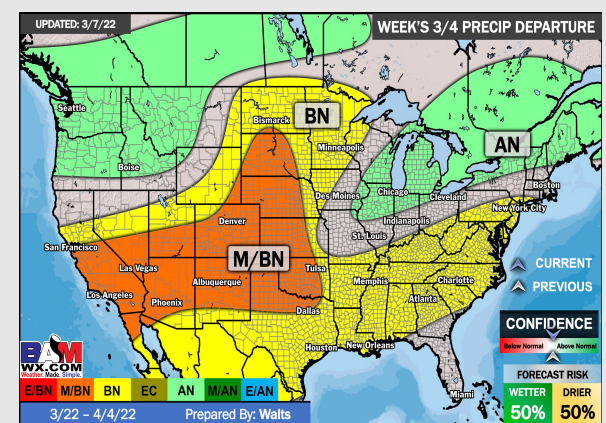 UPDATED: 3/7/22
WEEK'S 3/4 PRECIP DEPARTURE
Seattle
Bismarck
BN
Minneapolis
AN
Boise
Boston
Des Moines
Chicago
Cleveland
New York City
Denver
Indianapolis
San Francisco
St. Louis
M/BN
CURRENT
Las Vegas
Tulsa
Albuquerque
Memphis
Charlotte
PREVIOUS
Los Angeles
Phoenix
Atlanta
Dallas
CONFIDENCE
Below Normal
Above Normal
Houston
New Orleans
BAM
WX.COM
Weather. Made. Simple.
FORECAST RISK
E/BN M/BN BN EC AN M/AN E/AN
Miami
WETTER DRIER
50% 50%
3/22 – 4/4/22
Prepared By: Walts